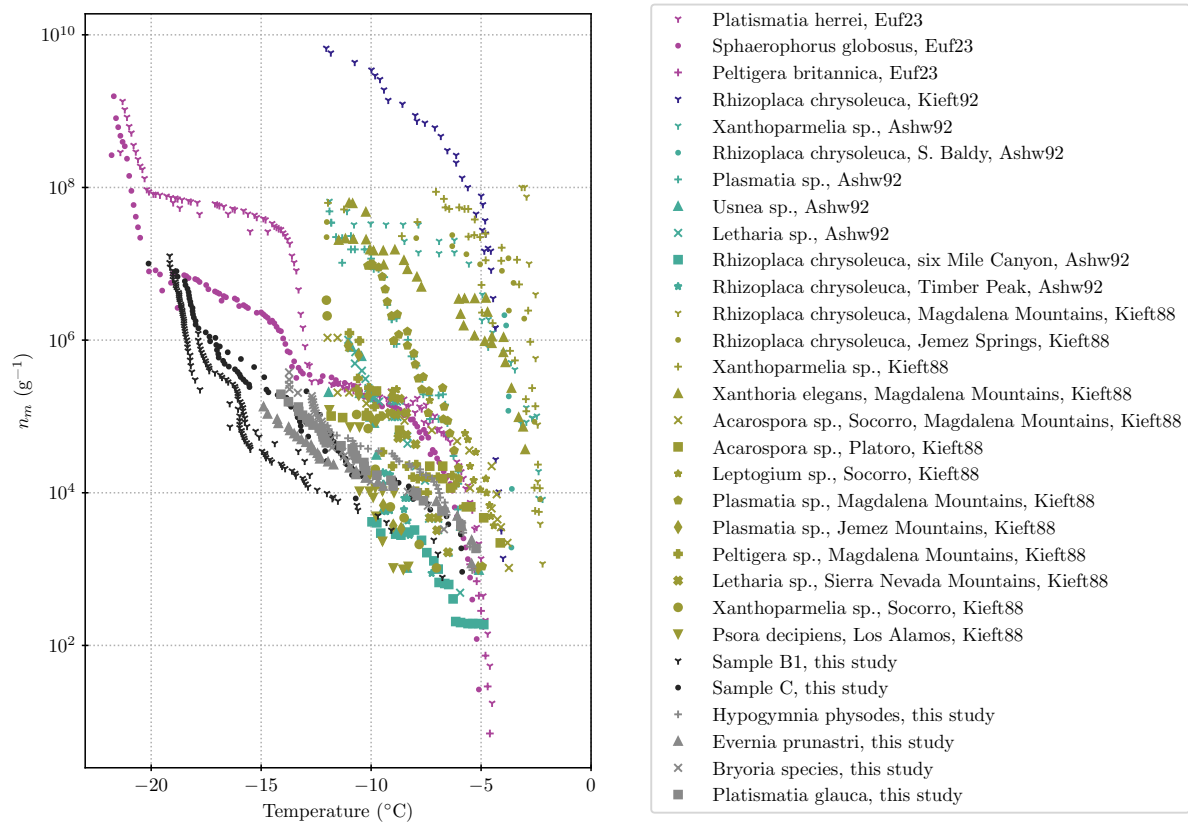 10^10
10^8
10^6
10^4
10^2
n_m (g^−1)
−20
−15
−10
−5
0
Temperature (°C)
Platismatia herrei, Euf23
Sphaerophorus globosus, Euf23
Peltigera britannica, Euf23
Rhizoplaca chrysoleuca, Kieft92
Xanthoparmelia sp., Ashw92
Rhizoplaca chrysoleuca, S. Baldy, Ashw92
Plasmatia sp., Ashw92
Usnea sp., Ashw92
Letharia sp., Ashw92
Rhizoplaca chrysoleuca, six Mile Canyon, Ashw92
Rhizoplaca chrysoleuca, Timber Peak, Ashw92
Rhizoplaca chrysoleuca, Magdalena Mountains, Kieft88
Rhizoplaca chrysoleuca, Jemez Springs, Kieft88
Xanthoparmelia sp., Kieft88
Xanthoria elegans, Magdalena Mountains, Kieft88
Acarospora sp., Socorro, Magdalena Mountains, Kieft88
Acarospora sp., Platoro, Kieft88
Leptogium sp., Socorro, Kieft88
Plasmatia sp., Magdalena Mountains, Kieft88
Plasmatia sp., Jemez Mountains, Kieft88
Peltigera sp., Magdalena Mountains, Kieft88
Letharia sp., Sierra Nevada Mountains, Kieft88
Xanthoparmelia sp., Socorro, Kieft88
Psora decipiens, Los Alamos, Kieft88
Sample B1, this study
Sample C, this study
Hypogymnia physodes, this study
Evernia prunastri, this study
Bryoria species, this study
Platismatia glauca, this study